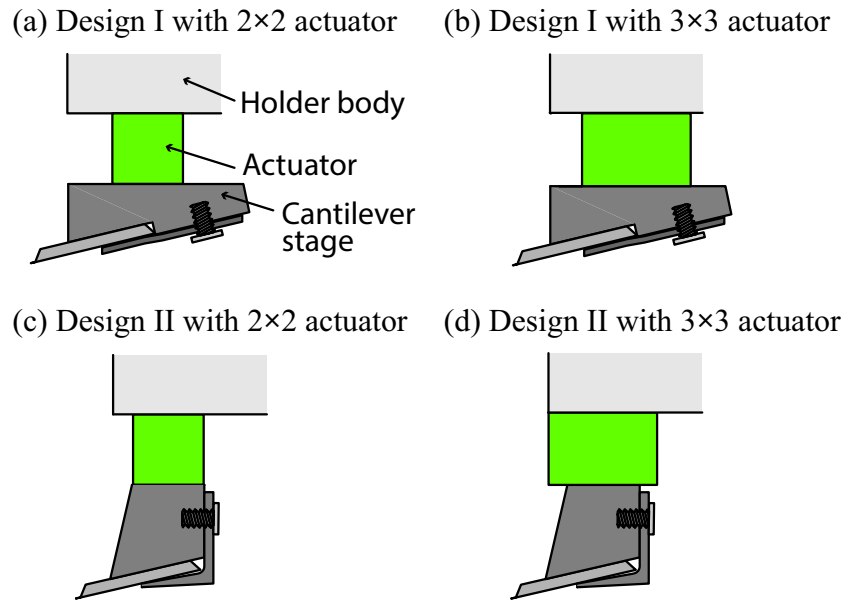 (a) Design I with 2×2 actuator
(b) Design I with 3×3 actuator
Holder body
Actuator
Cantilever
stage
(c) Design II with 2×2 actuator
(d) Design II with 3×3 actuator